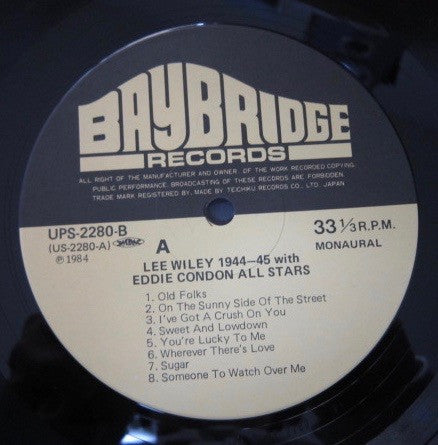 BAYBRIDGE
RECORDS
ALL RIGHT OF THE MANUFACTURER AND OWNER OF THE WORK RECORDED COPYING
PUBLIC PERFORMANCE. BROADCASTING OF THESE RECORDS ARE FORBIDDEN.
TRADE MARK REGISTERED BY. MADE BY TEICHIKU RECORDS CO., LTD. JAPAN
UPS-2280-B
(US-2280-A)
℗ 1984
A
33 1/3 R.P.M.
MONAURAL
LEE WILEY 1944-45 with
EDDIE CONDON ALL STARS
1. Old Folks
2. On The Sunny Side Of The Street
3. I've Got A Crush On You
4. Sweet And Lowdown
5. You're Lucky To Me
6. Wherever There's Love
7. Sugar
8. Someone To Watch Over Me